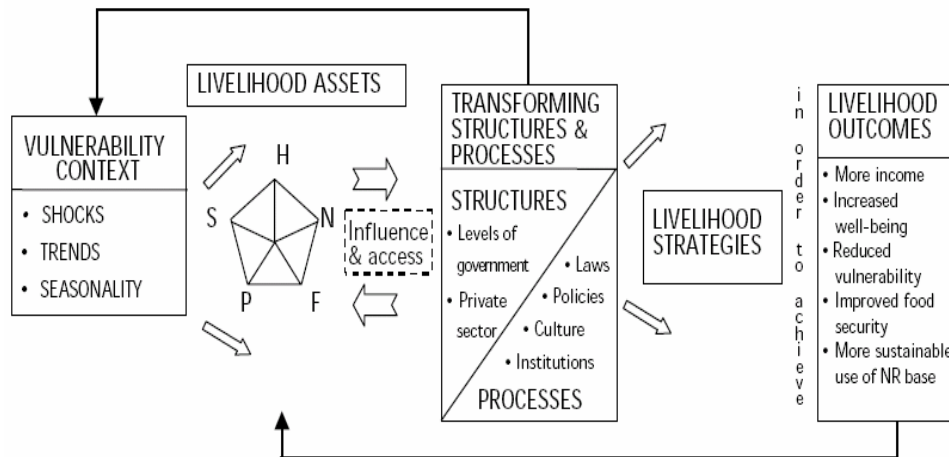 LIVELIHOOD ASSETS
VULNERABILITY
CONTEXT
• SHOCKS
• TRENDS
• SEASONALITY
H
S
N
P
F
Influence
& access
TRANSFORMING
STRUCTURES &
PROCESSES
STRUCTURES
• Levels of
government
• Private
sector
• Laws
• Policies
• Culture
• Institutions
PROCESSES
LIVELIHOOD
STRATEGIES
in order to achieve
LIVELIHOOD
OUTCOMES
• More income
• Increased
well-being
• Reduced
vulnerability
• Improved food
security
• More sustainable
use of NR base